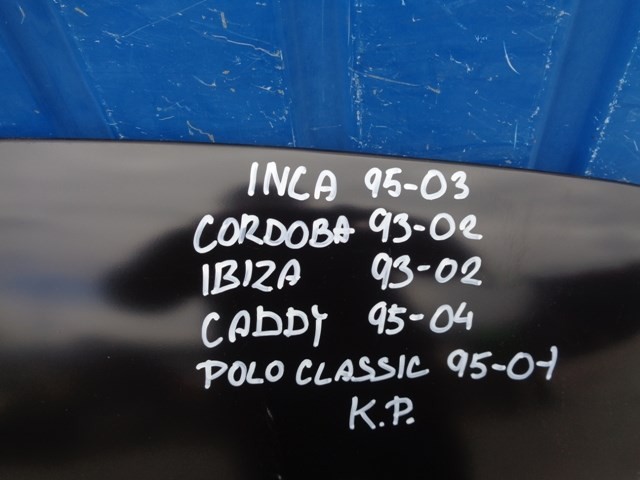 INCA 95-03
CORDOBA 93-02
IBIZA 93-02
CADDY 95-04
POLO CLASSIC 95-01
K.P.